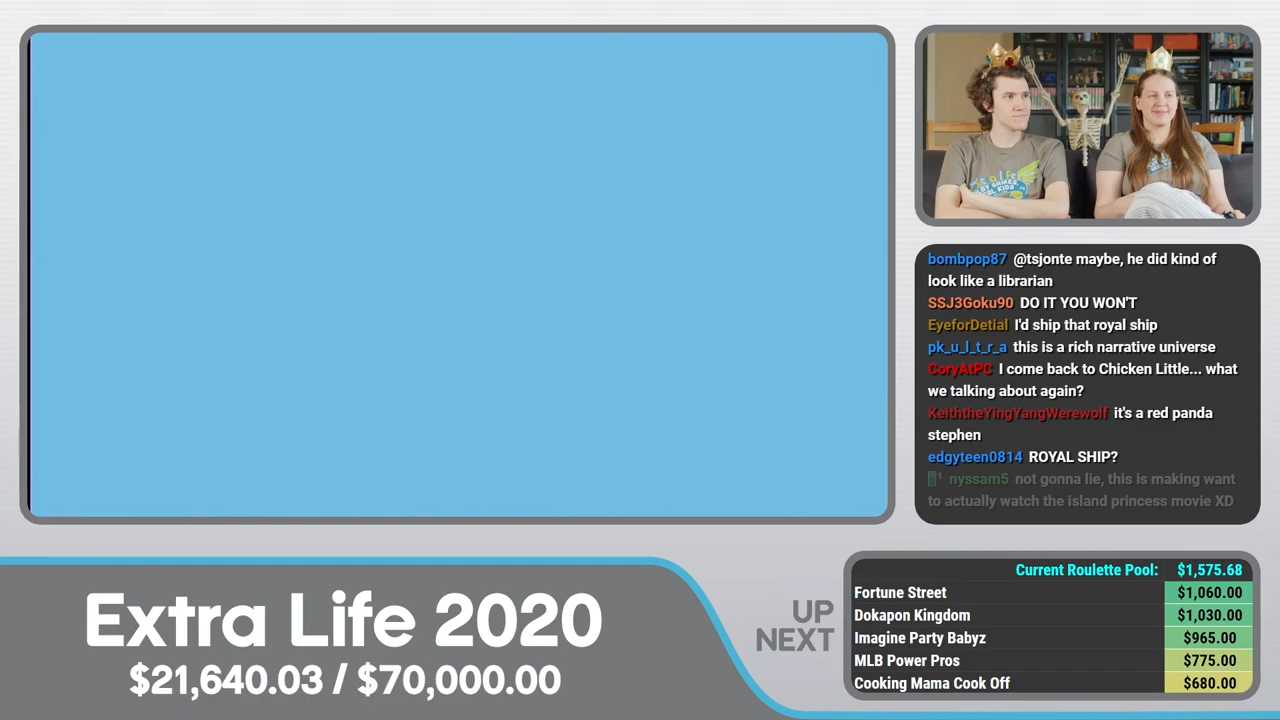 bombpop87 @tsjonte maybe, he did kind of
look like a librarian
SSJ3Goku90 DO IT YOU WON'T
EyeforDetial I'd ship that royal ship
pk_u_l_t_r_a this is a rich narrative universe
CoryAtPC I come back to Chicken Little... what
we talking about again?
KeiththeYingYangWerewolf it's a red panda
stephen
edgyteen0814 ROYAL SHIP?
nyssam5 not gonna lie, this is making want
to actually watch the island princess movie XD
Extra Life 2020
$21,640.03 / $70,000.00
UP
NEXT
Current Roulette Pool: $1,575.68
Fortune Street $1,060.00
Dokapon Kingdom $1,030.00
Imagine Party Babyz $965.00
MLB Power Pros $775.00
Cooking Mama Cook Off $680.00